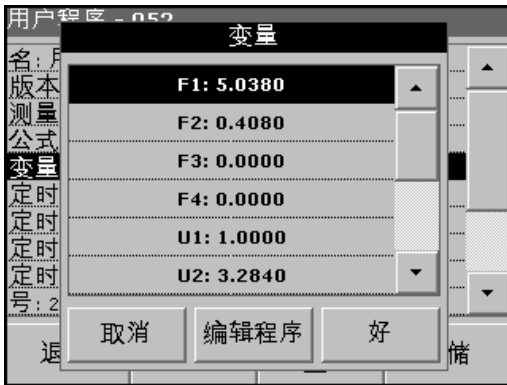 用户程序 - 052
变量
名:
版本
测量
公式
变量
定时
定时
定时
定时
号: 2
F1: 5.0380
F2: 0.4080
F3: 0.0000
F4: 0.0000
U1: 1.0000
U2: 3.2840
取消
编辑程序
好
退
储